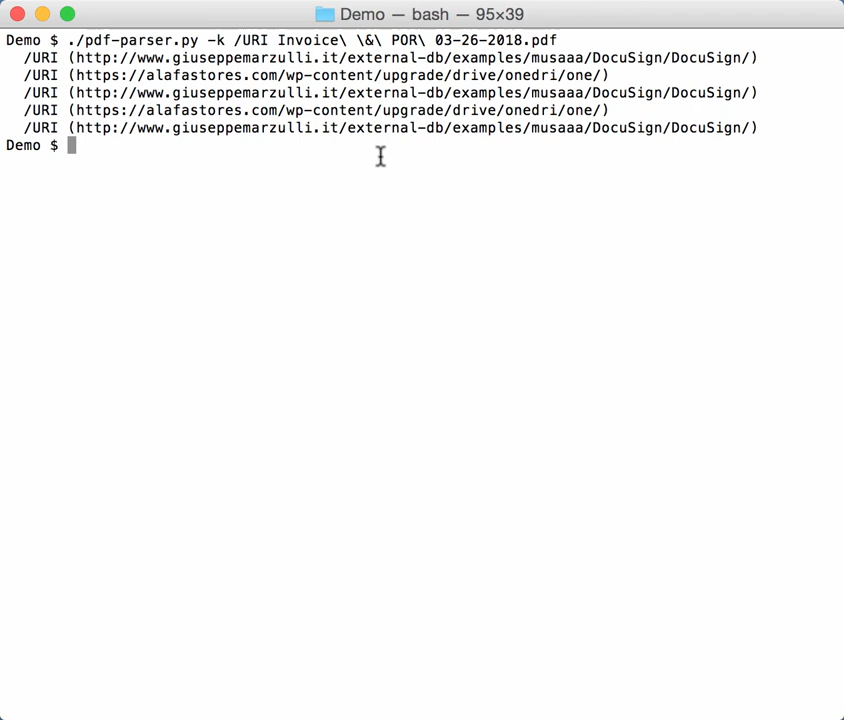 Demo — bash — 95×39
Demo $ ./pdf-parser.py -k /URI Invoice\ \&\ POR\ 03-26-2018.pdf
/URI (http://www.giuseppemarzulli.it/external-db/examples/musaaa/DocuSign/DocuSign/)
/URI (https://alafastores.com/wp-content/upgrade/drive/onedri/one/)
/URI (http://www.giuseppemarzulli.it/external-db/examples/musaaa/DocuSign/DocuSign/)
/URI (https://alafastores.com/wp-content/upgrade/drive/onedri/one/)
/URI (http://www.giuseppemarzulli.it/external-db/examples/musaaa/DocuSign/DocuSign/)
Demo $